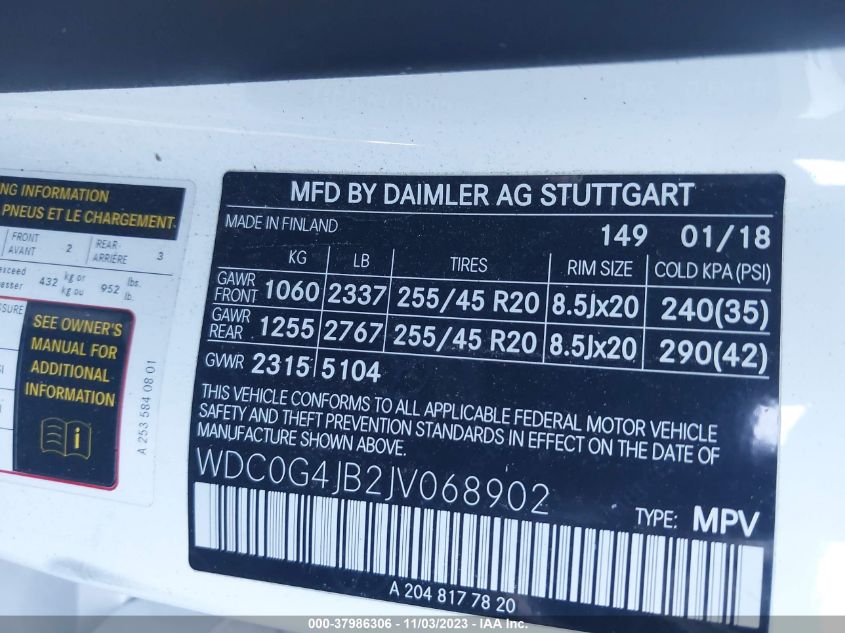 NG INFORMATION
PNEUS ET LE CHARGEMENT
FRONT AVANT 2 REAR- ARRIÈRE 3
432 kg or kg ou 952 lbs. lb.
SEE OWNER'S
MANUAL FOR
ADDITIONAL
INFORMATION
A 253 584 08 01
MFD BY DAIMLER AG STUTTGART
MADE IN FINLAND 149 01/18
KG LB TIRES RIM SIZE COLD KPA (PSI)
GAWR FRONT 1060 2337 255/45 R20 8.5Jx20 240(35)
GAWR REAR 1255 2767 255/45 R20 8.5Jx20 290(42)
GVWR 2315 5104
THIS VEHICLE CONFORMS TO ALL APPLICABLE FEDERAL MOTOR VEHICLE
SAFETY AND THEFT PREVENTION STANDARDS IN EFFECT ON THE DATE OF
MANUFACTURE SHOWN ABOVE.
WDC0G4JB2JV068902
TYPE: MPV
A 204 817 78 20
000-37986306 - 11/03/2023 - IAA Inc.